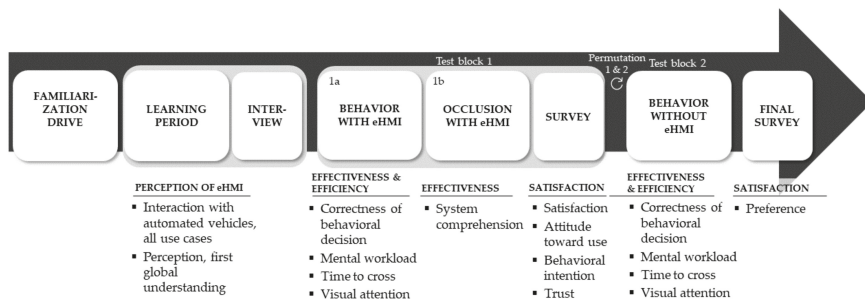 Test block 1
Permutation
1 & 2
Test block 2
FAMILIARI-
ZATION
DRIVE
LEARNING
PERIOD
INTER-
VIEW
1a
BEHAVIOR
WITH eHMI
1b
OCCLUSION
WITH eHMI
SURVEY
BEHAVIOR
WITHOUT
eHMI
FINAL
SURVEY
PERCEPTION OF eHMI
▪ Interaction with
automated vehicles,
all use cases
▪ Perception, first
global
understanding
EFFECTIVENESS &
EFFICIENCY
▪ Correctness of
behavioral
decision
▪ Mental workload
▪ Time to cross
▪ Visual attention
EFFECTIVENESS
▪ System
comprehension
SATISFACTION
▪ Satisfaction
▪ Attitude
toward use
▪ Behavioral
intention
▪ Trust
EFFECTIVENESS
& EFFICIENCY
▪ Correctness of
behavioral
decision
▪ Mental workload
▪ Time to cross
▪ Visual attention
SATISFACTION
▪ Preference